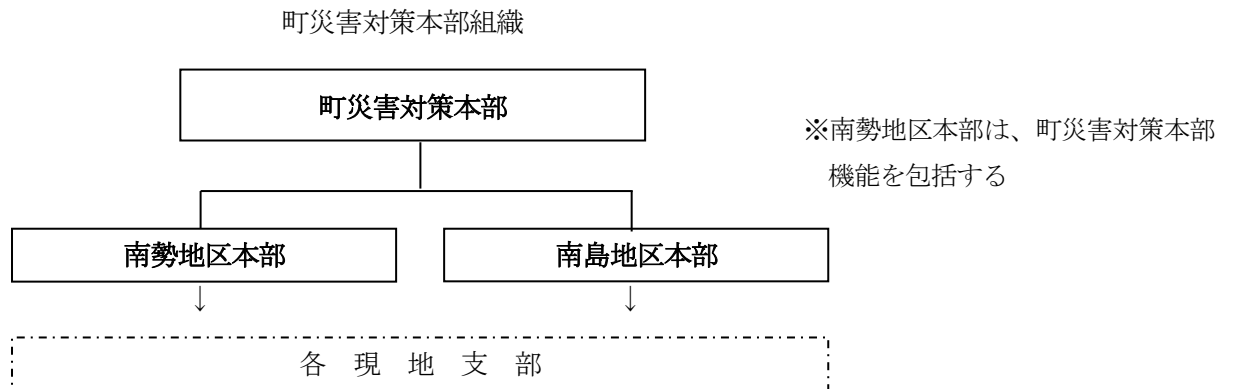 町災害対策本部組織
町災害対策本部
※南勢地区本部は、町災害対策本部
機能を包括する
南勢地区本部
南島地区本部
↓
↓
各 現 地 支 部